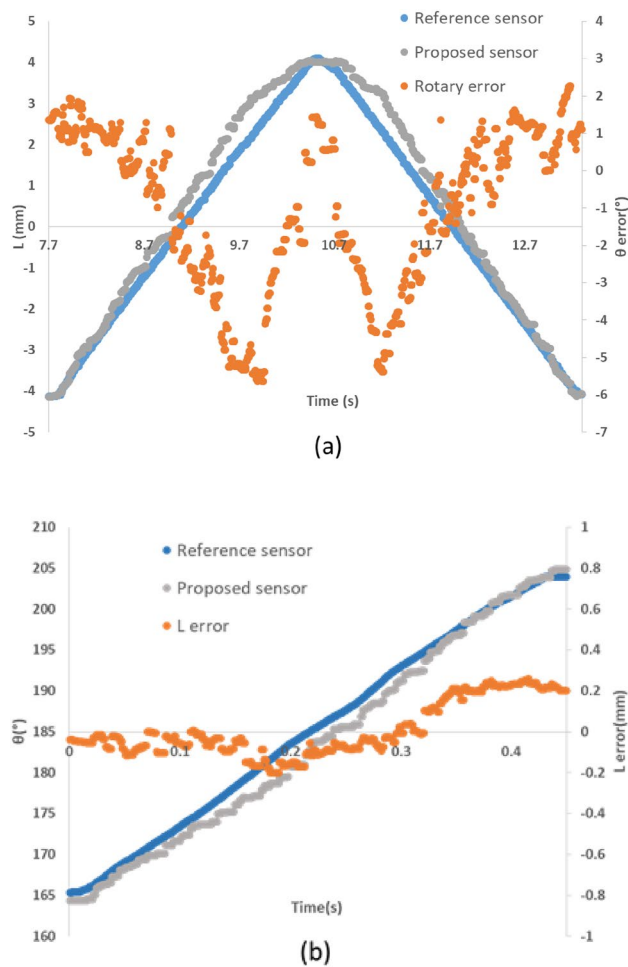 Reference sensor
Proposed sensor
Rotary error
L (mm)
5
4
3
2
1
0
-1
-2
-3
-4
-5
7.7 8.7 9.7 10.7 11.7 12.7
Time (s)
4
3
2
1
0
-1
-2
-3
-4
-5
-6
-7
θ error(°)
(a)
Reference sensor
Proposed sensor
L error
θ(°)
210
205
200
195
190
185
180
175
170
165
160
0 0.1 0.2 0.3 0.4
Time(s)
1
0.8
0.6
0.4
0.2
0
-0.2
-0.4
-0.6
-0.8
-1
L error(mm)
(b)